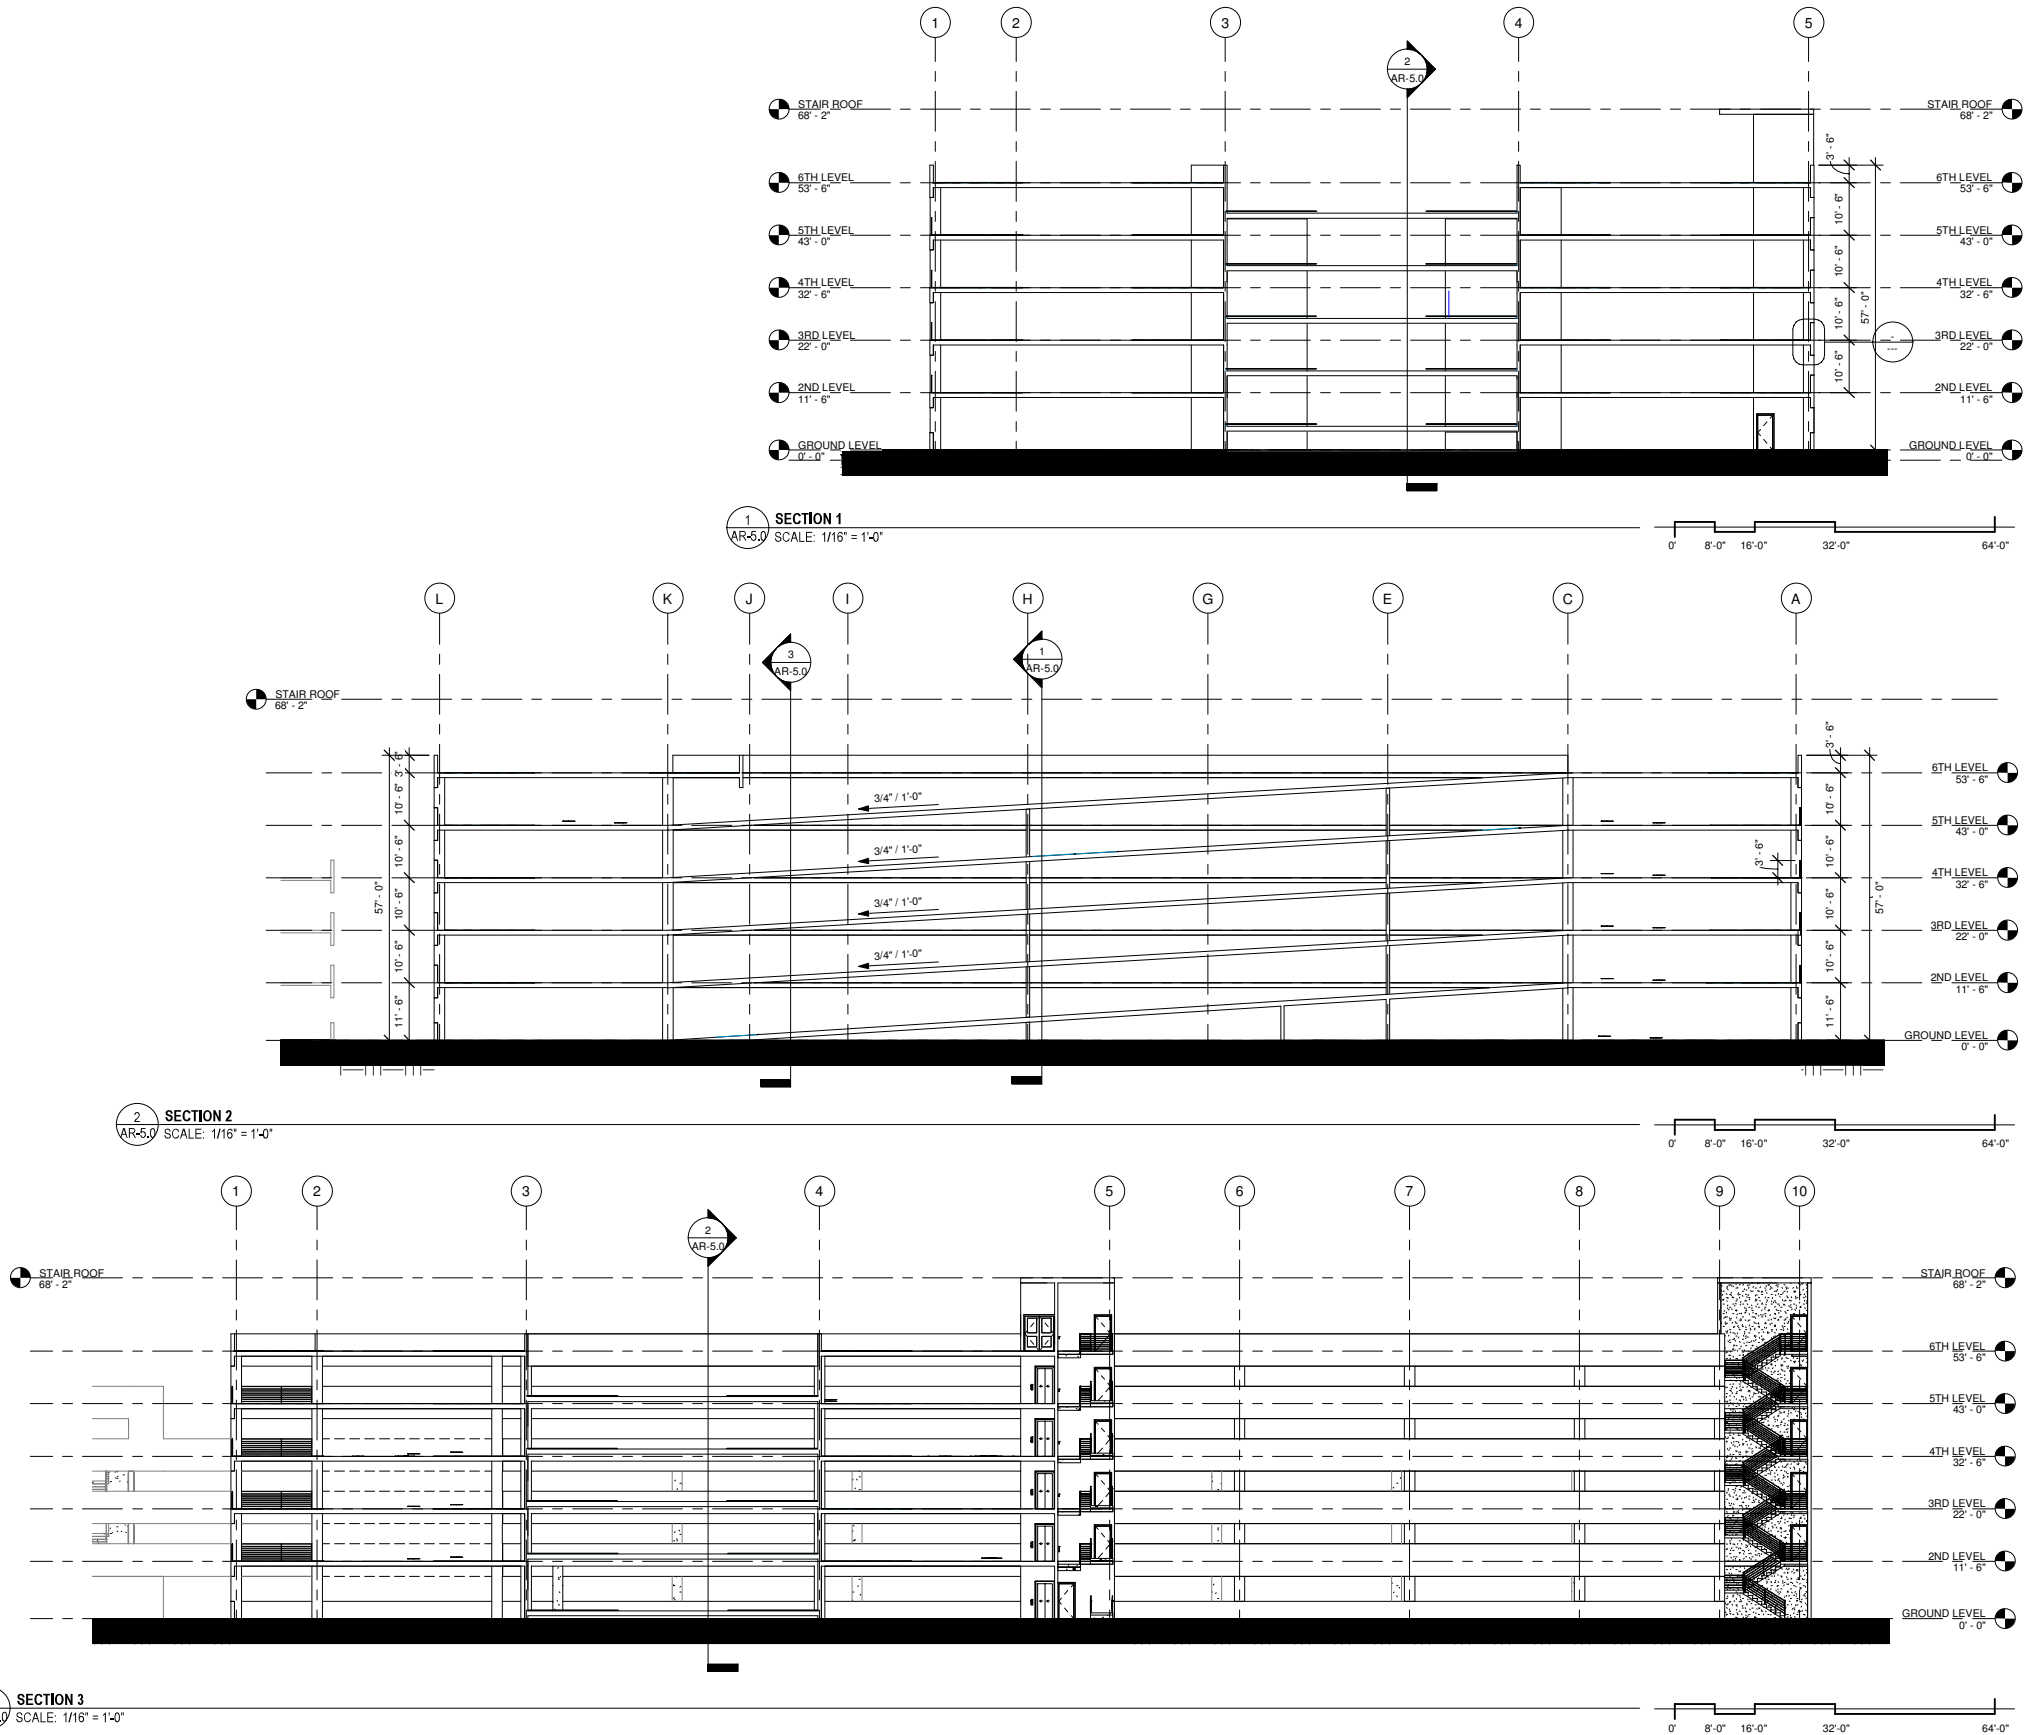 1 2 3 4 5
2
AR-5.0
STAIR ROOF
68' - 2"
STAIR ROOF
68' - 2"
3' - 6"
6TH LEVEL
53' - 6"
6TH LEVEL
53' - 6"
10' - 6"
5TH LEVEL
43' - 0"
5TH LEVEL
43' - 0"
10' - 6"
4TH LEVEL
32' - 6"
4TH LEVEL
32' - 6"
10' - 6"
57' - 0"
3RD LEVEL
22' - 0"
-
---
3RD LEVEL
22' - 0"
10' - 6"
2ND LEVEL
11' - 6"
2ND LEVEL
11' - 6"
GROUND LEVEL
0' - 0"
GROUND LEVEL
0' - 0"
1
AR-5.0
SECTION 1
SCALE: 1/16" = 1'-0"
0' 8'-0" 16'-0" 32'-0" 64'-0"
L K J I H G E C A
3
AR-5.0
1
AR-5.0
STAIR ROOF
68' - 2"
3' - 6"
10' - 6"
10' - 6"
57' - 0"
10' - 6"
10' - 6"
11' - 6"
3/4" / 1'-0"
3/4" / 1'-0"
3/4" / 1'-0"
3/4" / 1'-0"
3' - 6"
10' - 6"
3' - 6"
10' - 6"
10' - 6"
57' - 0"
10' - 6"
11' - 6"
6TH LEVEL
53' - 6"
5TH LEVEL
43' - 0"
4TH LEVEL
32' - 6"
3RD LEVEL
22' - 0"
2ND LEVEL
11' - 6"
GROUND LEVEL
0' - 0"
2
AR-5.0
SECTION 2
SCALE: 1/16" = 1'-0"
0' 8'-0" 16'-0" 32'-0" 64'-0"
1 2 3 4 5 6 7 8 9 10
2
AR-5.0
STAIR ROOF
68' - 2"
STAIR ROOF
68' - 2"
6TH LEVEL
53' - 6"
5TH LEVEL
43' - 0"
4TH LEVEL
32' - 6"
3RD LEVEL
22' - 0"
2ND LEVEL
11' - 6"
GROUND LEVEL
0' - 0"
SECTION 3
SCALE: 1/16" = 1'-0"
0' 8'-0" 16'-0" 32'-0" 64'-0"